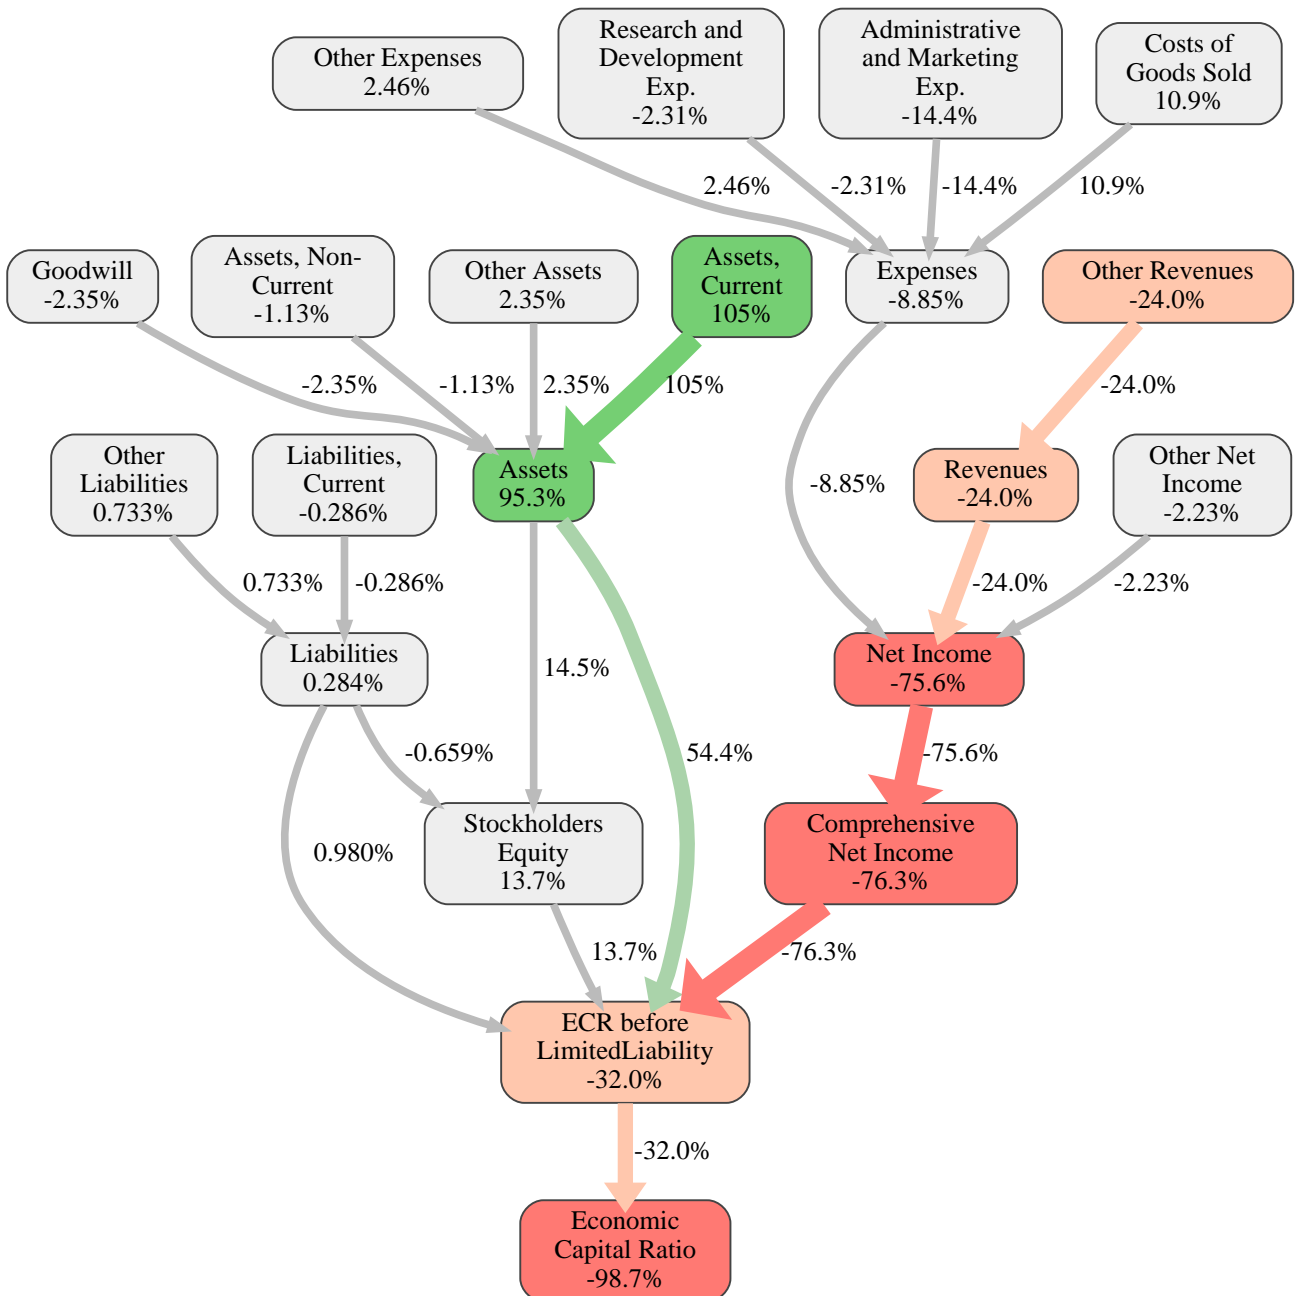 Other Expenses
2.46%
Research and
Development
Exp.
-2.31%
Administrative
and Marketing
Exp.
-14.4%
Costs of
Goods Sold
10.9%
2.46%
-2.31%
-14.4%
10.9%
Goodwill
-2.35%
Assets, Non-
Current
-1.13%
Other Assets
2.35%
Assets,
Current
105%
Expenses
-8.85%
Other Revenues
-24.0%
-2.35%
-1.13%
2.35%
105%
-24.0%
Other
Liabilities
0.733%
Liabilities,
Current
-0.286%
Assets
95.3%
-8.85%
Revenues
-24.0%
Other Net
Income
-2.23%
0.733%
-0.286%
-24.0%
-2.23%
Liabilities
0.284%
14.5%
Net Income
-75.6%
-0.659%
54.4%
-75.6%
0.980%
Stockholders
Equity
13.7%
Comprehensive
Net Income
-76.3%
13.7%
-76.3%
ECR before
LimitedLiability
-32.0%
-32.0%
Economic
Capital Ratio
-98.7%